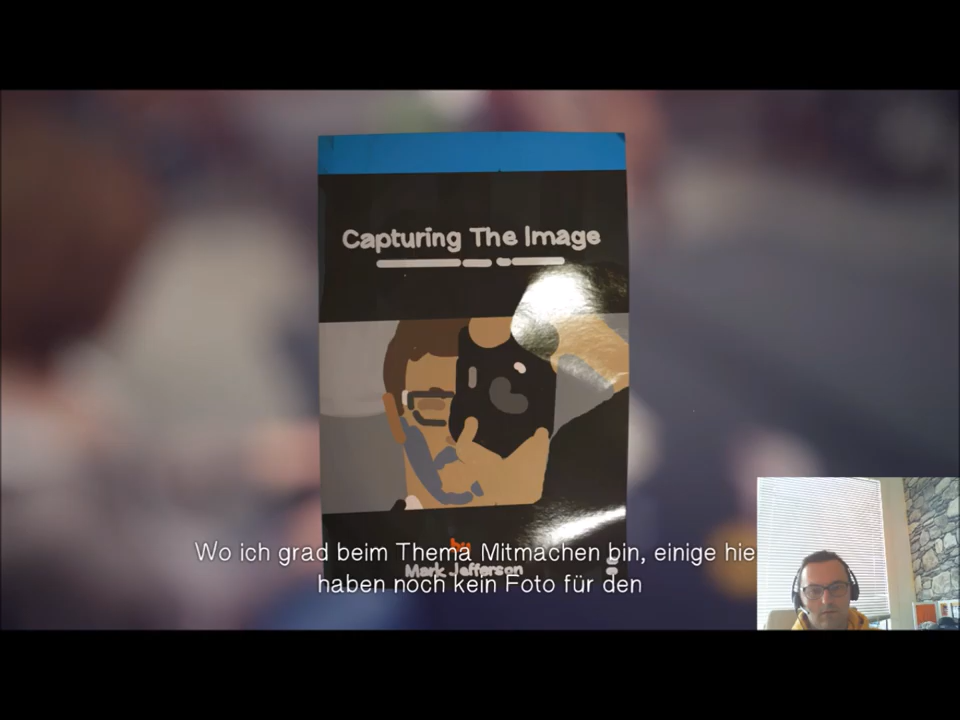 Capturing The Image
by
Mark Jefferson
Wo ich grad beim Thema Mitmachen bin, einige hie
haben noch kein Foto für den